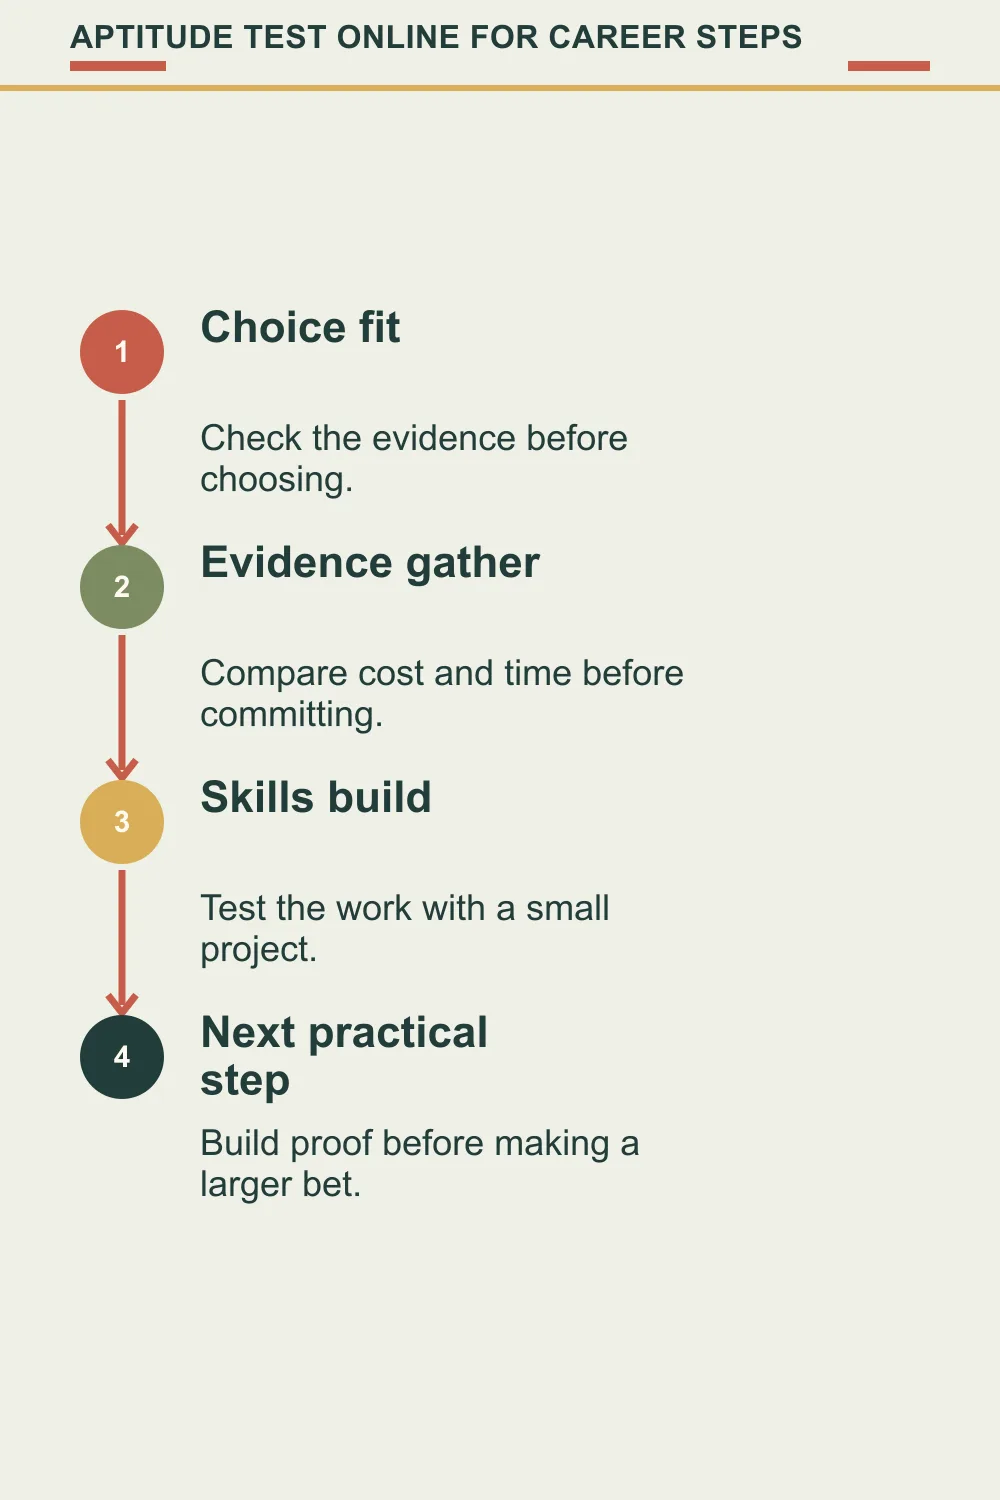 APTITUDE TEST ONLINE FOR CAREER STEPS
1
Choice fit
Check the evidence before
choosing.
2
Evidence gather
Compare cost and time before
committing.
3
Skills build
Test the work with a small
project.
4
Next practical
step
Build proof before making a
larger bet.